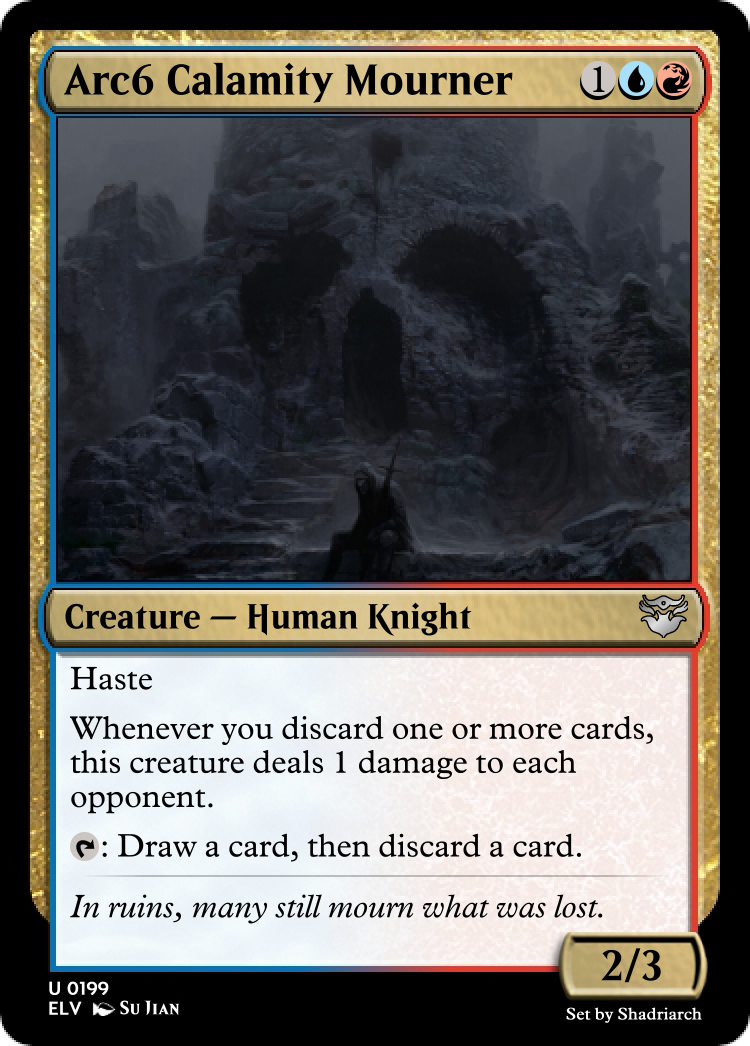 Arc6 Calamity Mourner 1
Creature — Human Knight
Haste
Whenever you discard one or more cards,
this creature deals 1 damage to each
opponent.
: Draw a card, then discard a card.
In ruins, many still mourn what was lost.
2/3
U 0199
ELV Su Jian
Set by Shadriarch